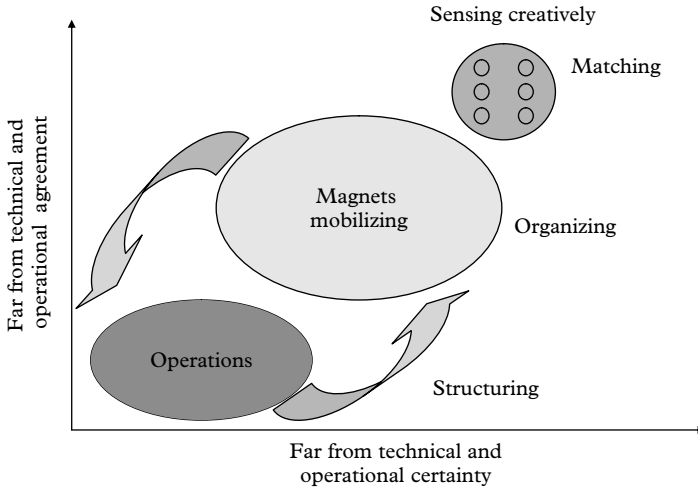 Sensing creatively
Matching
Far from technical and
operational agreement
Magnets
mobilizing
Organizing
Operations
Structuring
Far from technical and
operational certainty